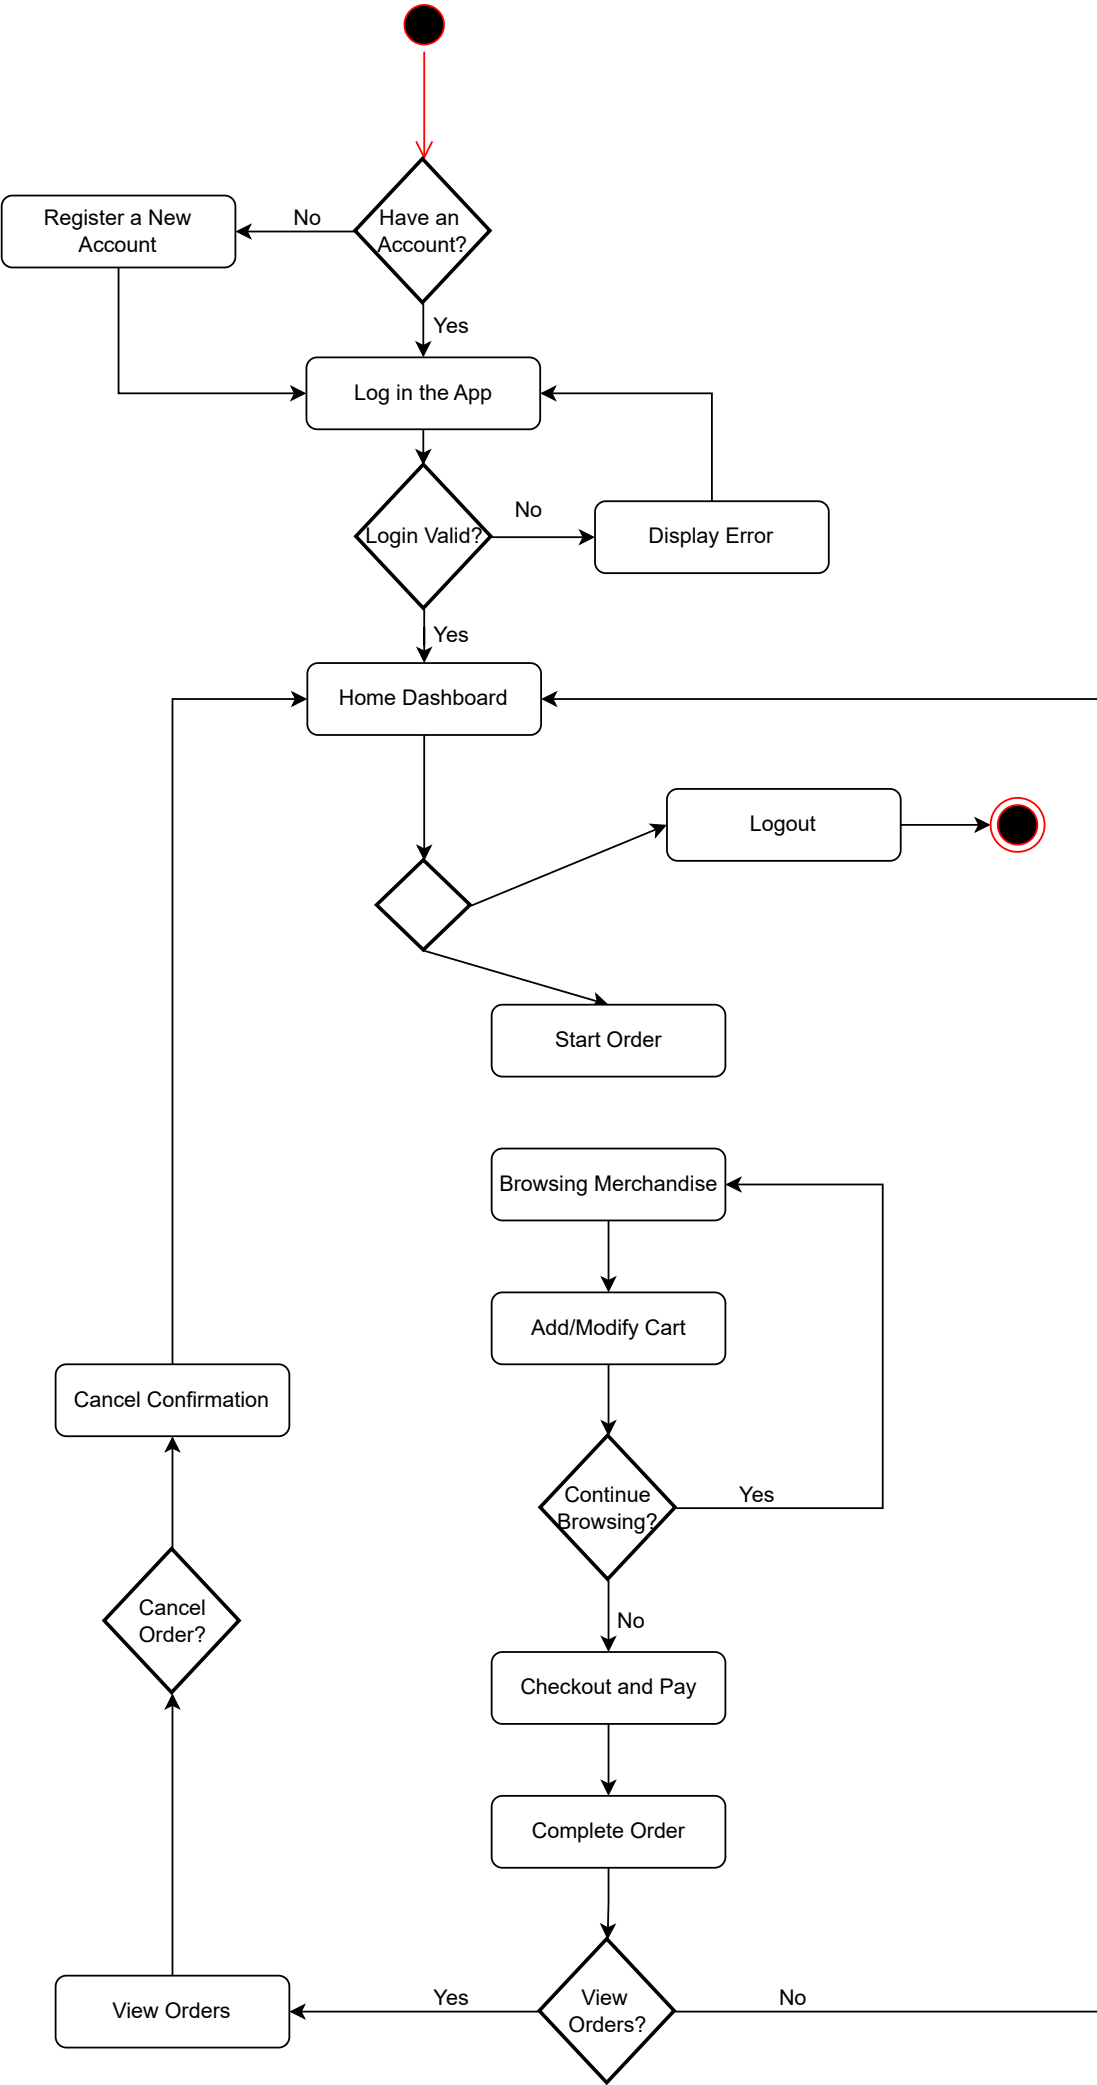 Have an
Account?
No
Register a New
Account
Yes
Log in the App
Login Valid?
No
Display Error
Yes
Home Dashboard
Logout
Start Order
Browsing Merchandise
Add/Modify Cart
Cancel Confirmation
Continue
Browsing?
Yes
Cancel
Order?
No
Checkout and Pay
Complete Order
View
Orders?
Yes
No
View Orders